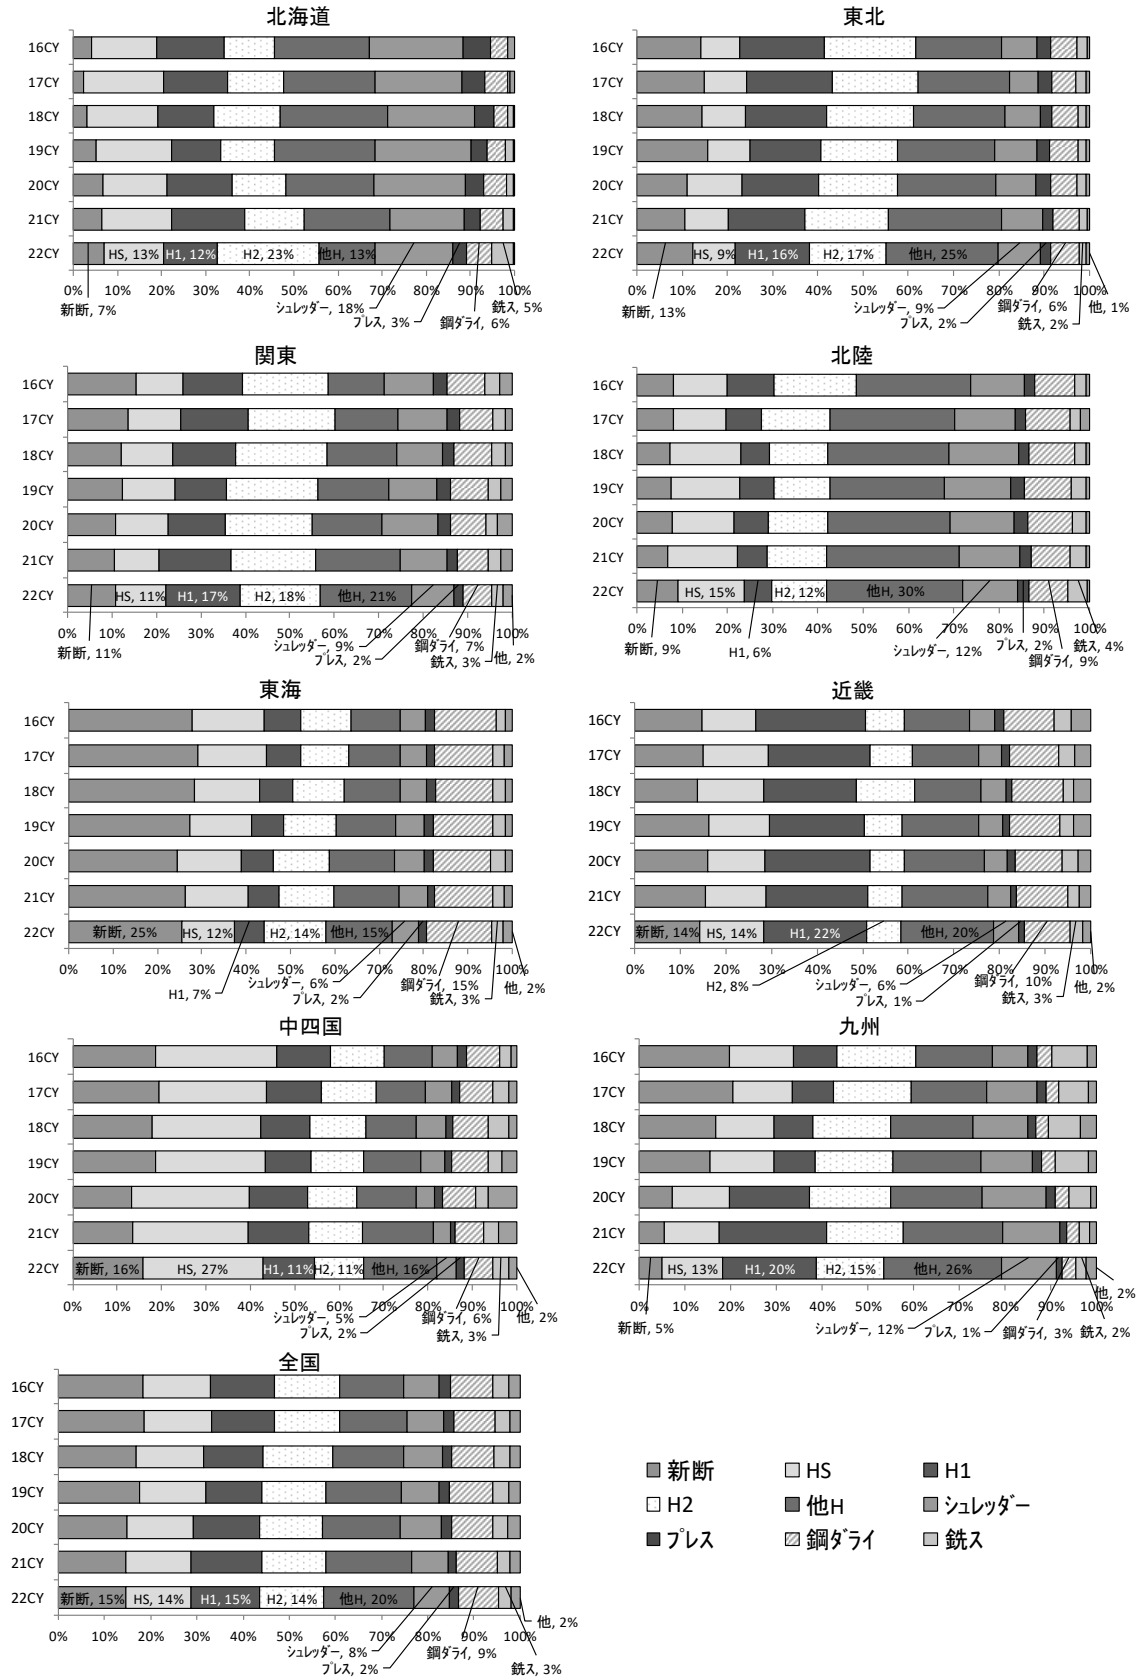 北海道
16CY
17CY
18CY
19CY
20CY
21CY
22CY
HS, 13%
H1, 12%
H2, 23%
他H, 13%
0% 10% 20% 30% 40% 50% 60% 70% 80% 90% 100%
新断, 7%
シュレッダー, 18%
プレス, 3%
鋼ダライ, 6%
銑ス, 5%
東北
16CY
17CY
18CY
19CY
20CY
21CY
22CY
HS, 9%
H1, 16%
H2, 17%
他H, 25%
0% 10% 20% 30% 40% 50% 60% 70% 80% 90% 100%
新断, 13%
シュレッダー, 9%
プレス, 2%
鋼ダライ, 6%
銑ス, 2%
他, 1%
関東
16CY
17CY
18CY
19CY
20CY
21CY
22CY
HS, 11%
H1, 17%
H2, 18%
他H, 21%
0% 10% 20% 30% 40% 50% 60% 70% 80% 90% 100%
新断, 11%
シュレッダー, 9%
プレス, 2%
鋼ダライ, 7%
銑ス, 3%
他, 2%
北陸
16CY
17CY
18CY
19CY
20CY
21CY
22CY
HS, 15%
H2, 12%
他H, 30%
0% 10% 20% 30% 40% 50% 60% 70% 80% 90% 100%
新断, 9%
H1, 6%
シュレッダー, 12%
プレス, 2%
鋼ダライ, 9%
銑ス, 4%
東海
16CY
17CY
18CY
19CY
20CY
21CY
22CY
新断, 25%
HS, 12%
H2, 14%
他H, 15%
0% 10% 20% 30% 40% 50% 60% 70% 80% 90% 100%
H1, 7%
シュレッダー, 6%
プレス, 2%
鋼ダライ, 15%
銑ス, 3%
他, 2%
近畿
16CY
17CY
18CY
19CY
20CY
21CY
22CY
新断, 14%
HS, 14%
H1, 22%
他H, 20%
0% 10% 20% 30% 40% 50% 60% 70% 80% 90% 100%
H2, 8%
シュレッダー, 6%
プレス, 1%
鋼ダライ, 10%
銑ス, 3%
他, 2%
中四国
16CY
17CY
18CY
19CY
20CY
21CY
22CY
新断, 16%
HS, 27%
H1, 11%
H2, 11%
他H, 16%
0% 10% 20% 30% 40% 50% 60% 70% 80% 90% 100%
シュレッダー, 5%
プレス, 2%
鋼ダライ, 6%
銑ス, 3%
他, 2%
九州
16CY
17CY
18CY
19CY
20CY
21CY
22CY
HS, 13%
H1, 20%
H2, 15%
他H, 26%
0% 10% 20% 30% 40% 50% 60% 70% 80% 90% 100%
新断, 5%
シュレッダー, 12%
プレス, 1%
鋼ダライ, 3%
銑ス, 2%
他, 2%
全国
16CY
17CY
18CY
19CY
20CY
21CY
22CY
新断, 15%
HS, 14%
H1, 15%
H2, 14%
他H, 20%
0% 10% 20% 30% 40% 50% 60% 70% 80% 90% 100%
シュレッダー, 8%
プレス, 2%
鋼ダライ, 9%
銑ス, 3%
他, 2%
新断 HS H1
H2 他H シュレッダー
プレス 鋼ダライ 銑ス